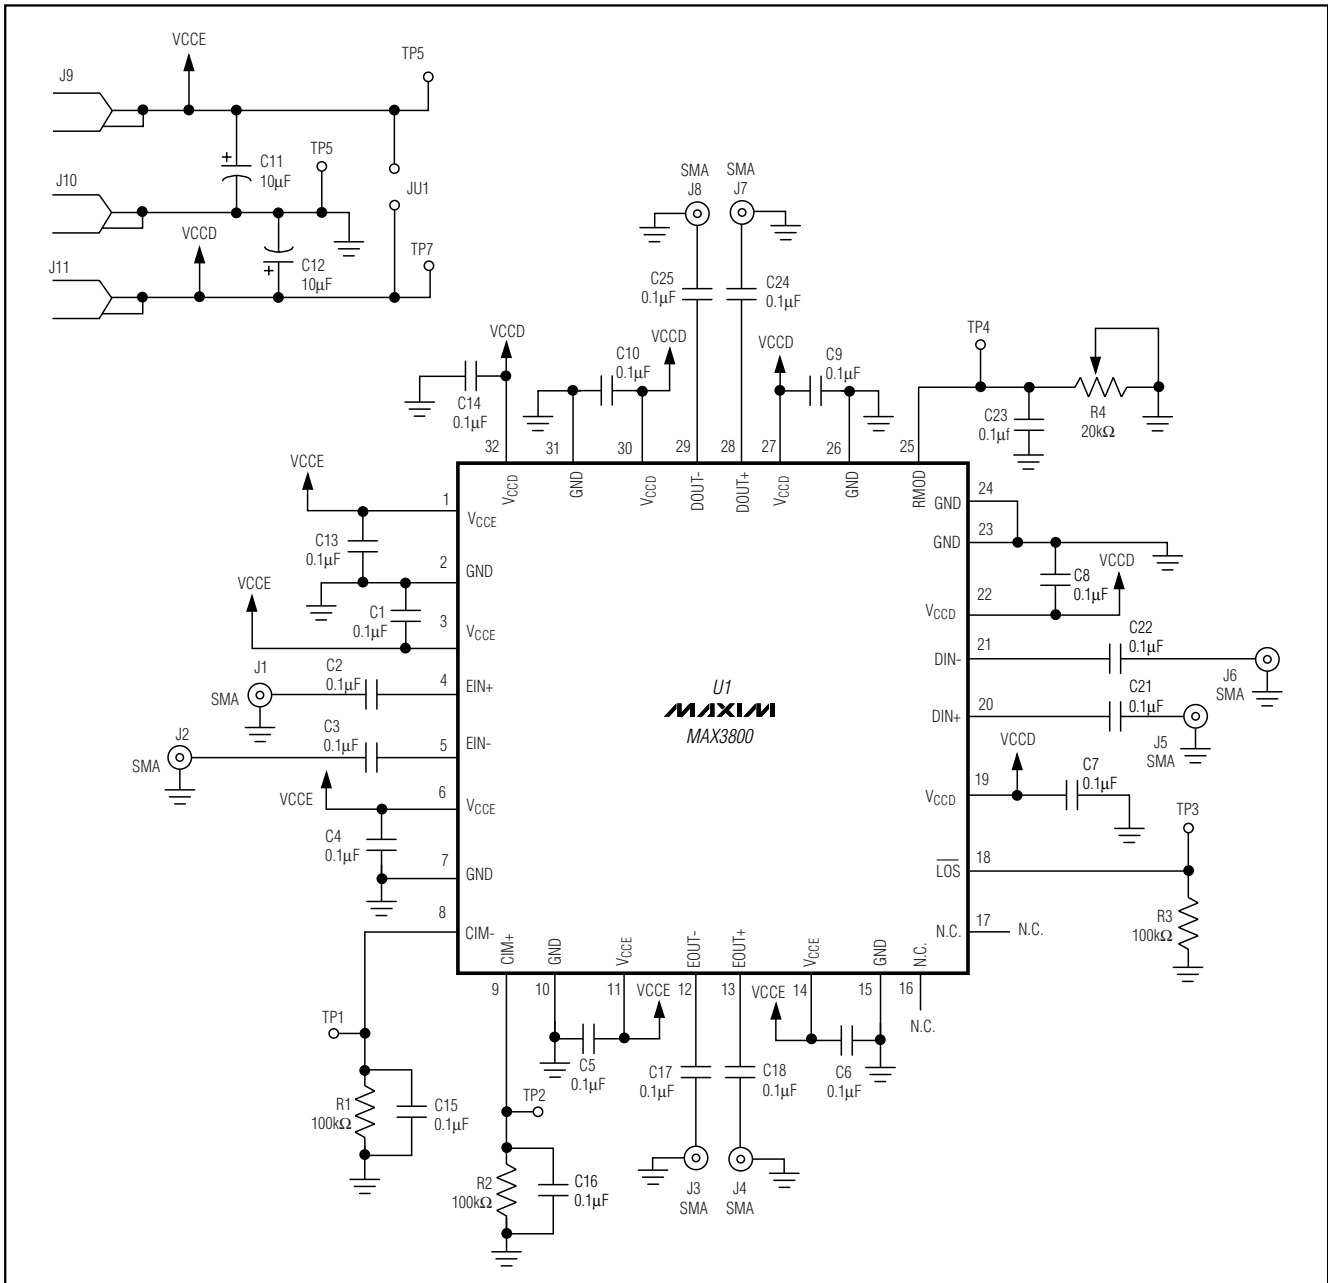 VCCE
TP5
J9
C11
10µF
TP5
JU1
J10
VCCD
C12
10µF
TP7
J11
SMA
J8
SMA
J7
C25
0.1µF
C24
0.1µF
VCCD
C14
0.1µF
C10
0.1µF
VCCD
VCCD
C9
0.1µF
TP4
C23
0.1µf
R4
20kΩ
32
31
30
29
28
27
26
25
VCCD
GND
VCCD
DOUT-
DOUT+
VCCD
GND
RMOD
VCCE
1
VCCE
C13
0.1µF
2
GND
VCCE
C1
0.1µF
3
VCCE
J1
SMA
C2
0.1µF
4
EIN+
J2
SMA
C3
0.1µF
5
EIN-
VCCE
6
VCCE
C4
0.1µF
7
GND
8
CIM-
U1
MAXIM
MAX3800
24
GND
23
GND
C8
0.1µF
VCCD
22
VCCD
21
DIN-
C22
0.1µF
J6
SMA
20
DIN+
C21
0.1µF
J5
SMA
VCCD
19
VCCD
C7
0.1µF
TP3
18
LOS
R3
100kΩ
17
N.C.
N.C.
CIM+
GND
VCCE
EOUT-
EOUT+
VCCE
GND
N.C.
9
10
11
12
13
14
15
16
N.C.
VCCE
VCCE
TP1
C5
0.1µF
C17
0.1µF
C18
0.1µF
C6
0.1µF
R1
100kΩ
C15
0.1µF
TP2
R2
100kΩ
C16
0.1µF
J3
SMA
J4
SMA
+
+